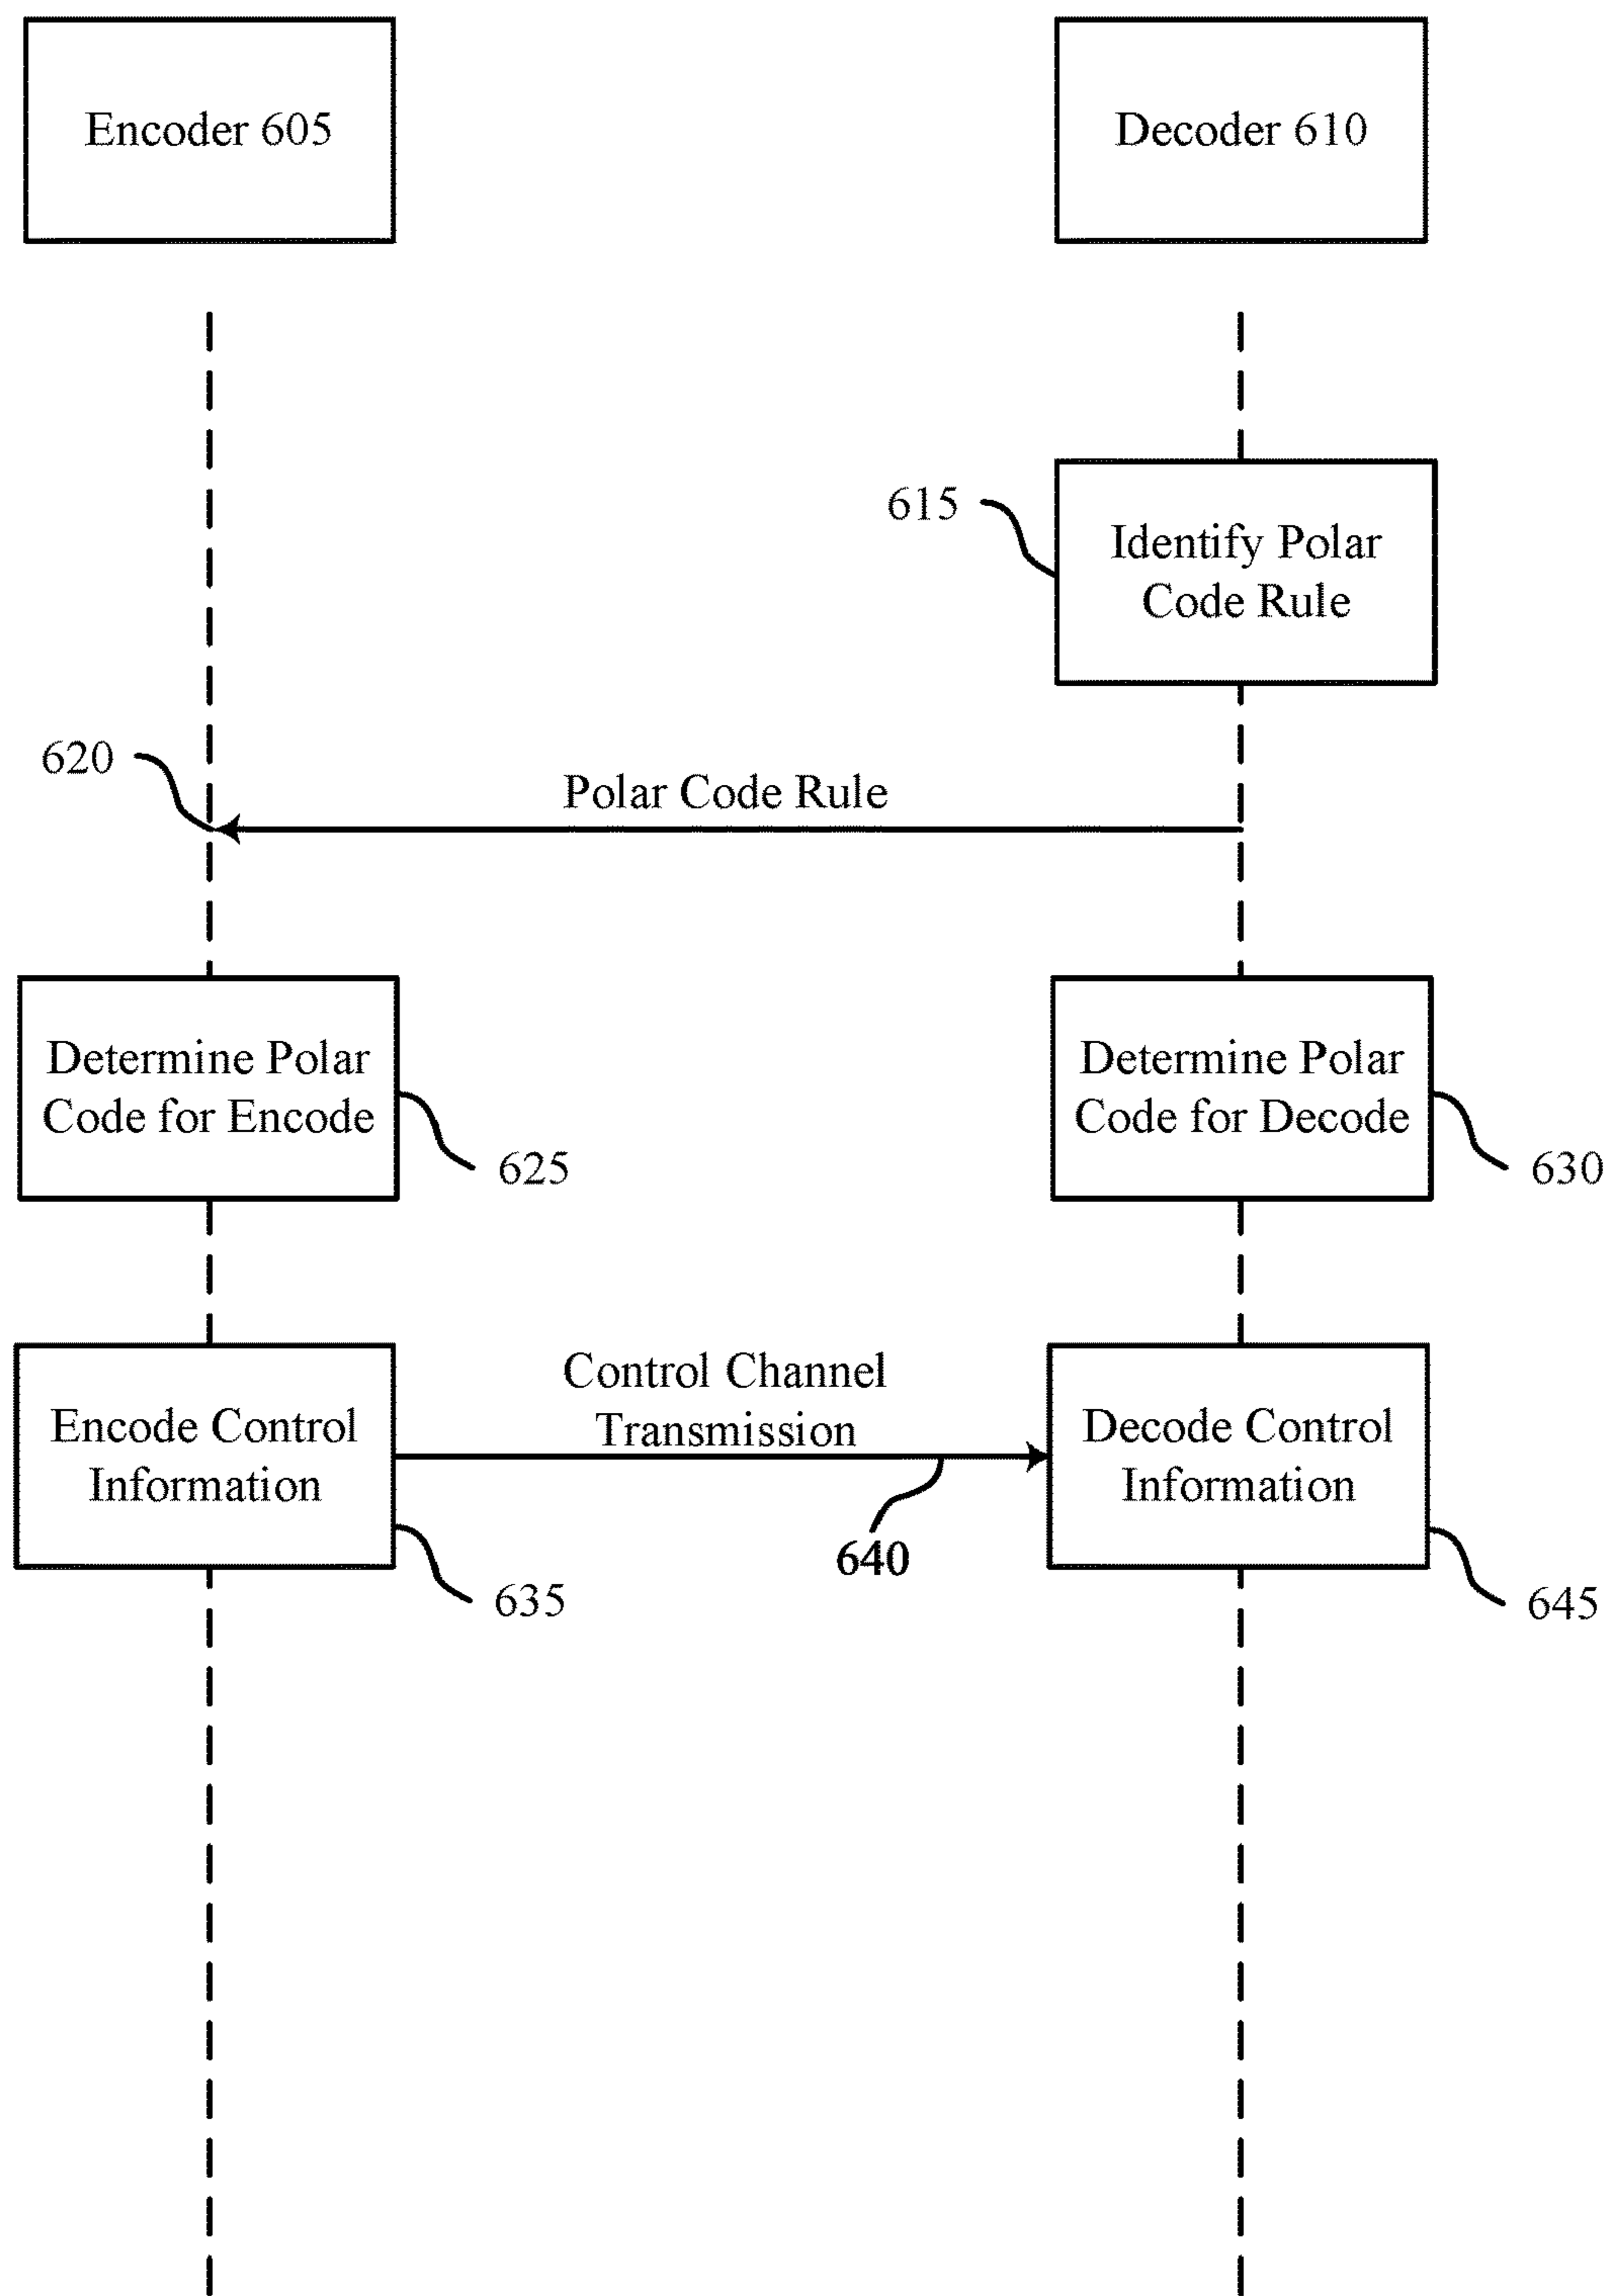 Encoder 605
Decoder 610
615
Identify Polar
Code Rule
620
Polar Code Rule
Determine Polar
Code for Encode
625
Determine Polar
Code for Decode
630
Encode Control
Information
635
Control Channel
Transmission
640
Decode Control
Information
645